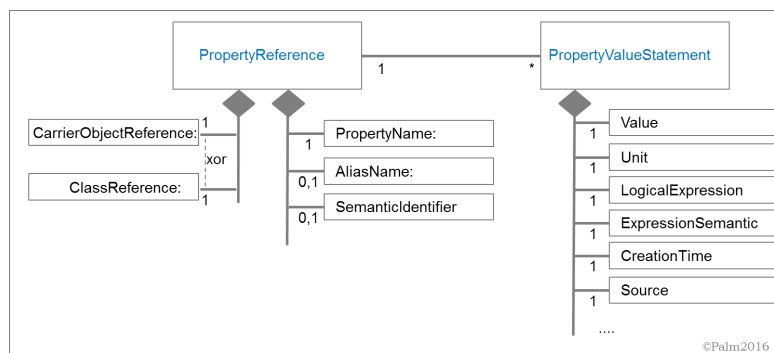 PropertyReference
1
*
PropertyValueStatement
CarrierObjectReference:
1
xor
ClassReference:
1
PropertyName:
1
AliasName:
0,1
SemanticIdentifier
0,1
Value
1
Unit
1
LogicalExpression
1
ExpressionSemantic
1
CreationTime
1
Source
1
....
©Palm2016